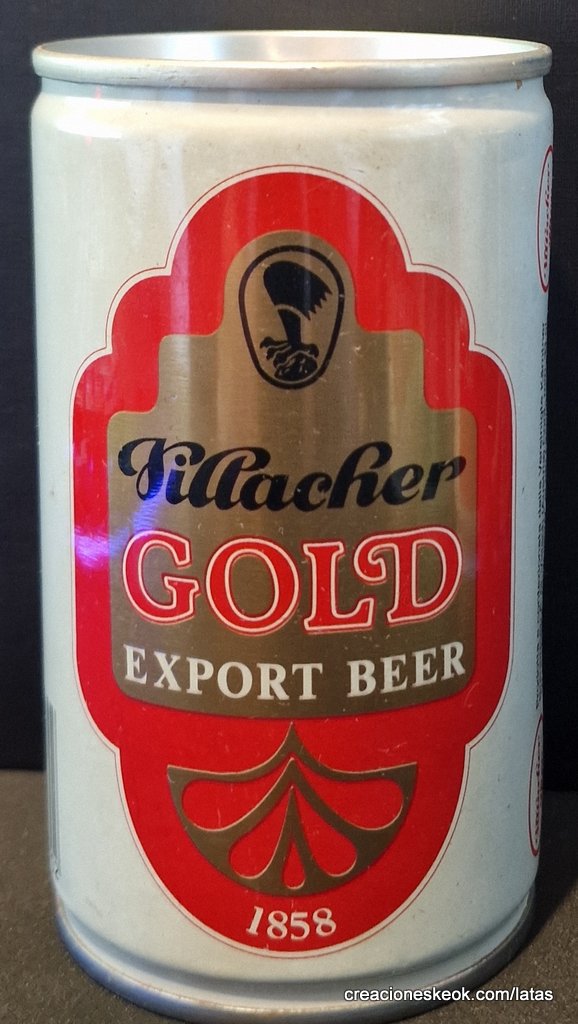 Villacher
GOLD
EXPORT BEER
1858
creacioneskeok.com/latas